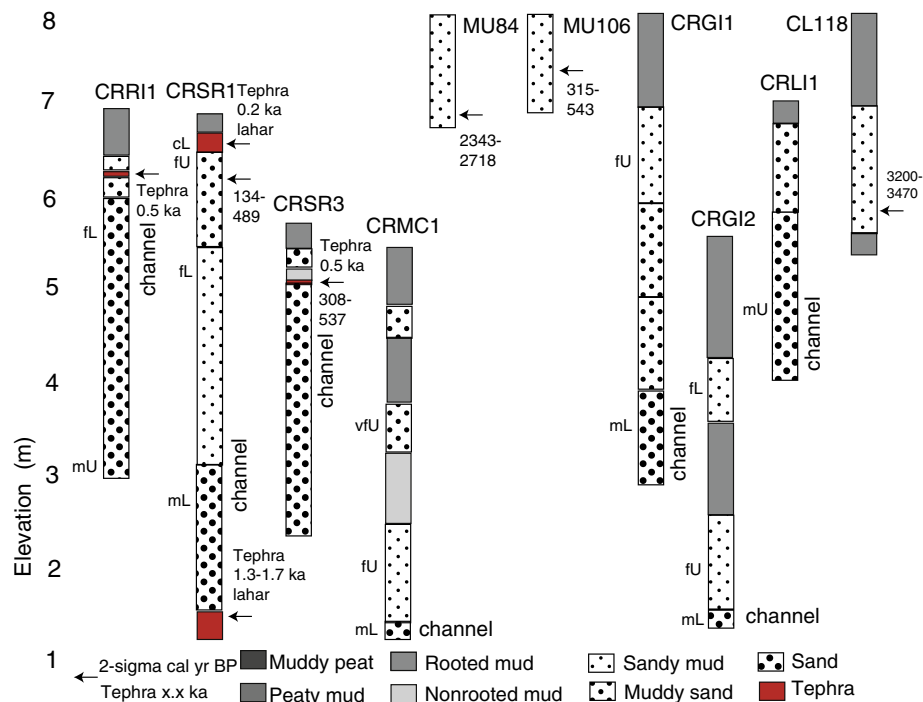 8
MU84
MU106
CRGI1
CL118
CRRI1
CRSR1
Tephra
0.2 ka
lahar
7
CRLI1
315-
543
cL
fU
2343-
2718
fU
Tephra
0.5 ka
134-
489
3200-
3470
6
fL
channel
CRSR3
CRMC1
CRGI2
fL
Tephra
0.5 ka
5
308-
537
mU
channel
channel
4
fL
vfU
mL
channel
mU
3
channel
mL
Elevation (m)
2
Tephra
1.3-1.7 ka
lahar
fU
fU
mL
channel
mL
channel
1
2-sigma cal yr BP
Tephra x.x ka
Muddy peat
Rooted mud
Sandy mud
Sand
Peaty mud
Nonrooted mud
Muddy sand
Tephra